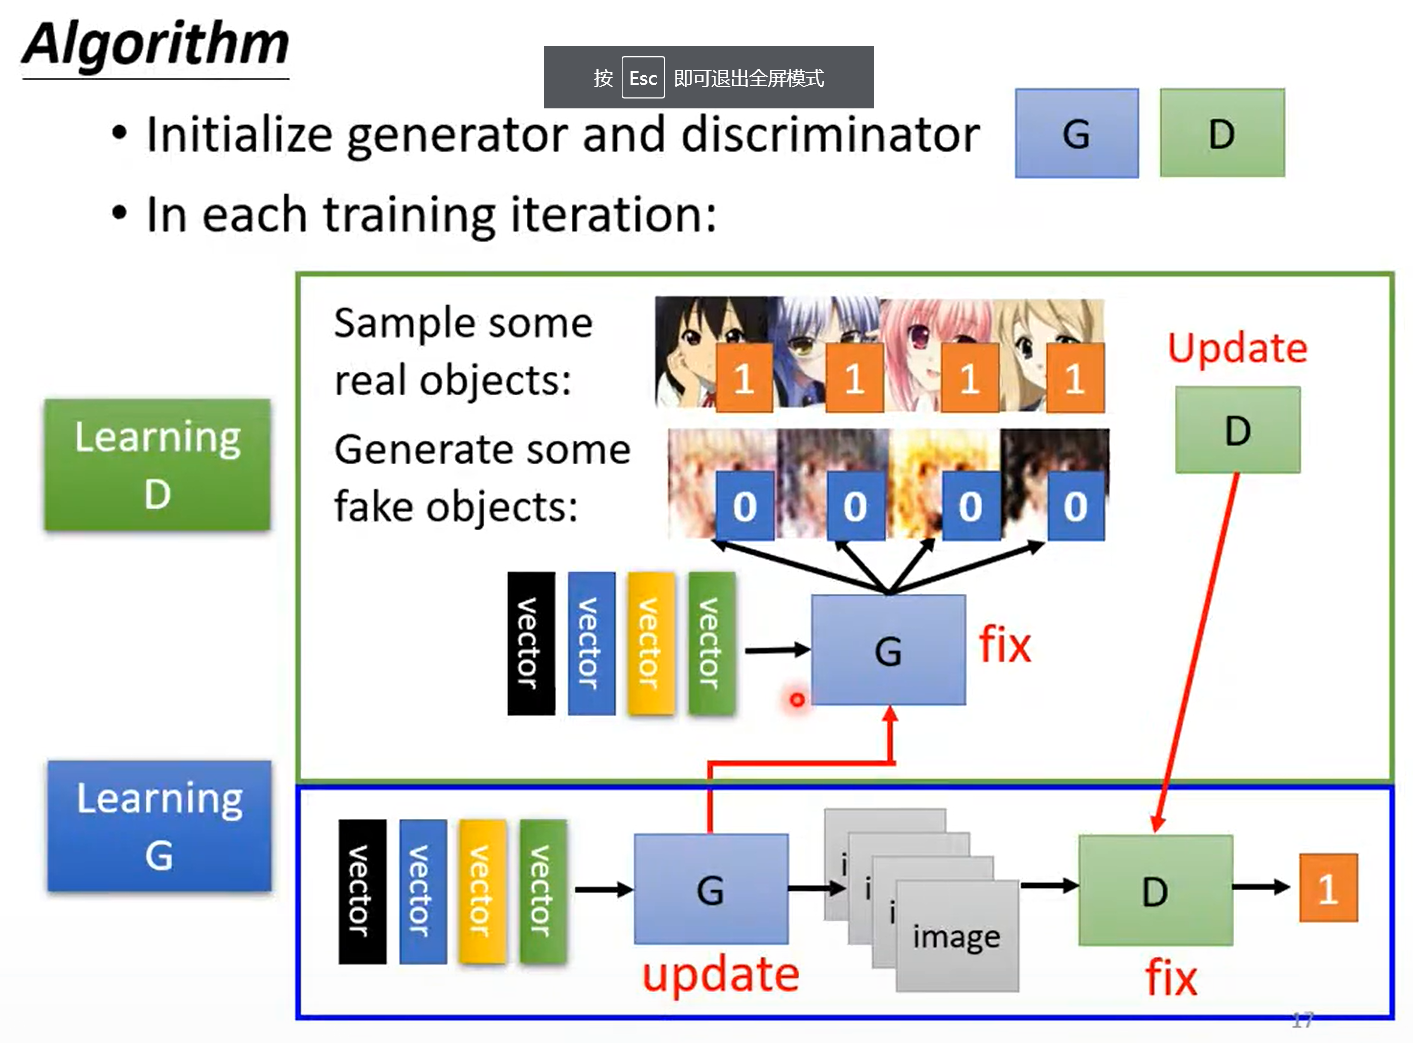 Algorithm
按 Esc 即可退出全屏模式
• Initialize generator and discriminator
G
D
• In each training iteration:
Sample some
real objects:
1
1
1
1
Update
D
Learning
D
Generate some
fake objects:
0
0
0
0
vector
vector
vector
vector
G
fix
Learning
G
vector
vector
vector
vector
G
update
i
i
i
image
D
fix
1
17